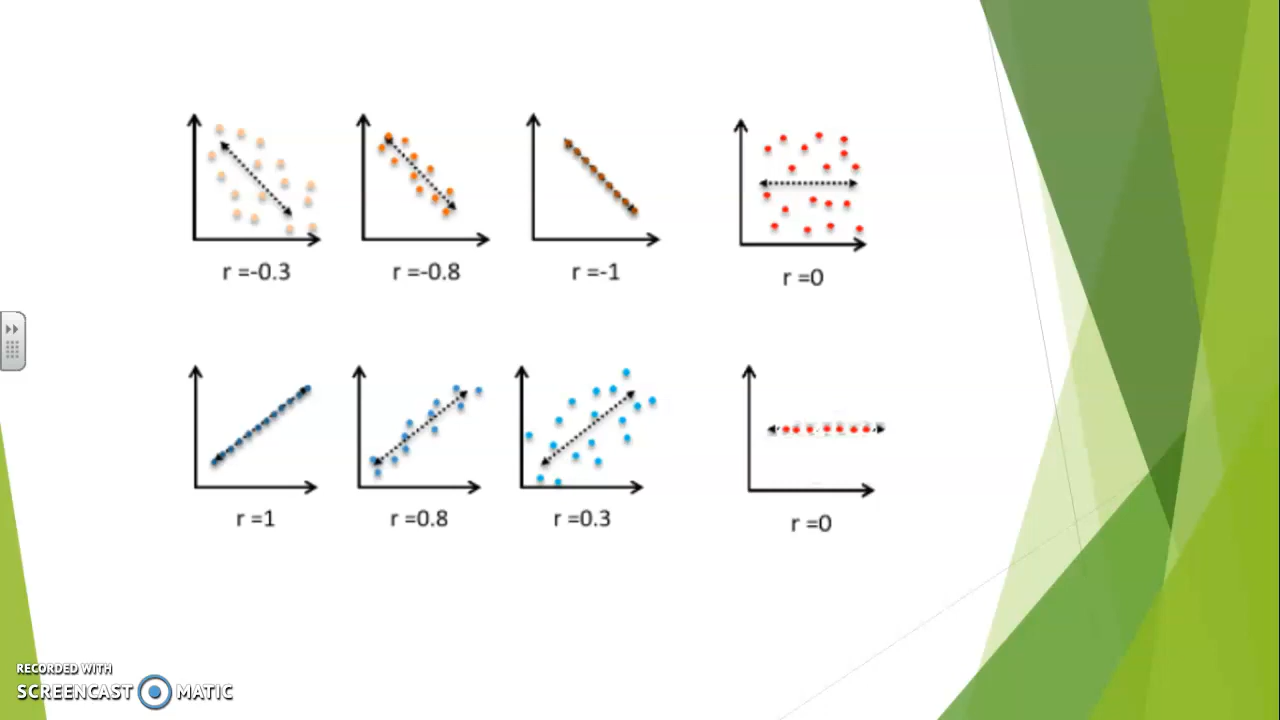 r =-0.3
r =-0.8
r =-1
r =0
r =1
r =0.8
r =0.3
r =0
RECORDED WITH
SCREENCAST MATIC